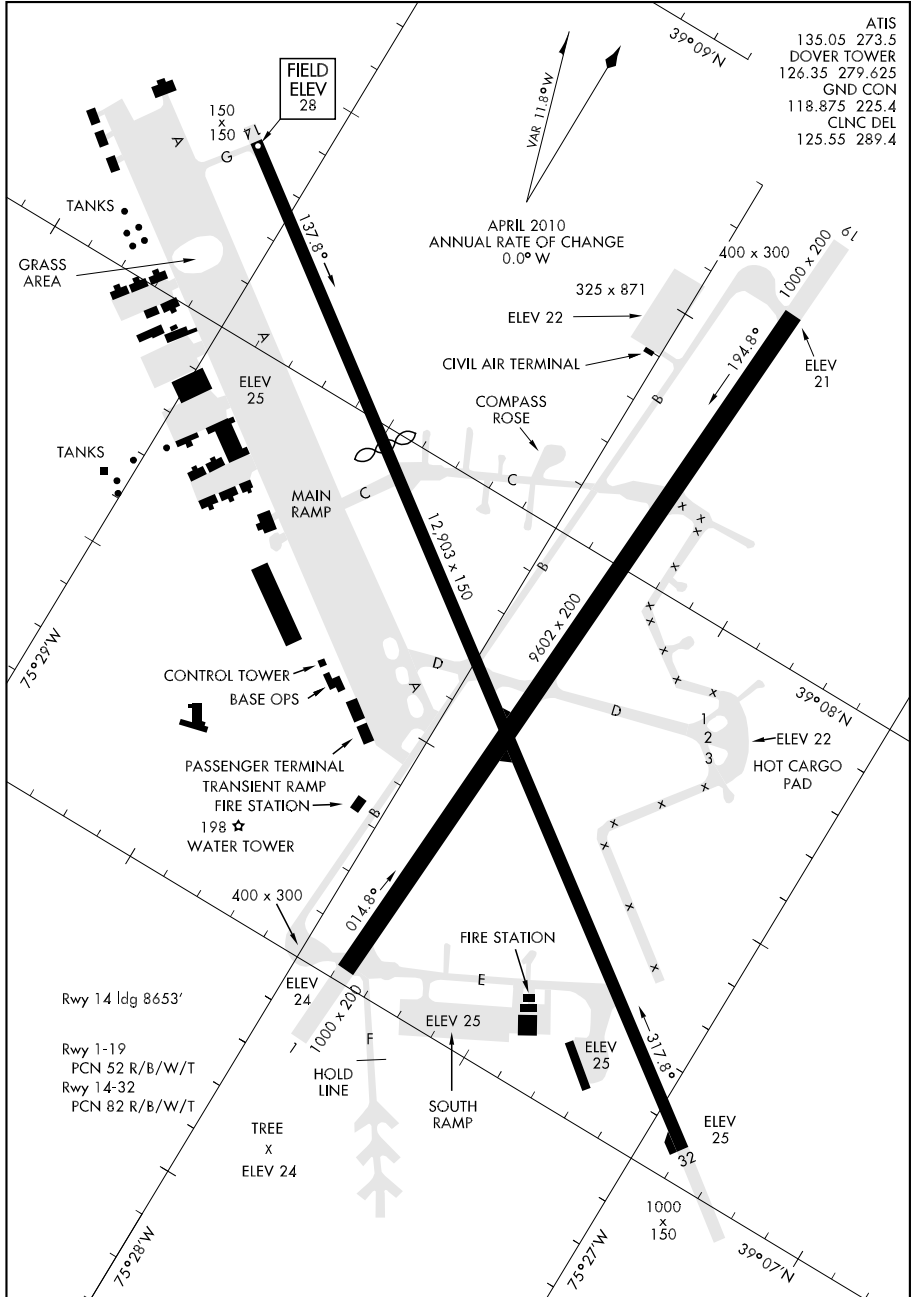 ATIS
135.05 273.5
DOVER TOWER
126.35 279.625
GND CON
118.875 225.4
CLNC DEL
125.55 289.4
39°09'N
FIELD
ELEV
28
150
x
150
14
A
G
VAR 11.8°W
TANKS
137.8°
APRIL 2010
ANNUAL RATE OF CHANGE
0.0° W
GRASS
AREA
400 x 300
1000 x 200
19
325 x 871
ELEV 22
A
CIVIL AIR TERMINAL
194.8°
ELEV
21
ELEV
25
COMPASS
ROSE
B
TANKS
MAIN
RAMP
C
C
12,903 x 150
B
9602 x 200
75°29'W
CONTROL TOWER
BASE OPS
D
A
D
39°08'N
1
2
3
ELEV 22
HOT CARGO
PAD
PASSENGER TERMINAL
TRANSIENT RAMP
FIRE STATION
198
WATER TOWER
B
400 x 300
014.8°
FIRE STATION
ELEV
24
E
Rwy 14 ldg 8653'
1000 x 200
1
F
ELEV 25
ELEV
25
317.8°
Rwy 1-19
PCN 52 R/B/W/T
Rwy 14-32
PCN 82 R/B/W/T
HOLD
LINE
SOUTH
RAMP
TREE
x
ELEV 24
ELEV
25
32
1000
x
150
75°28'W
75°27'W
39°07'N